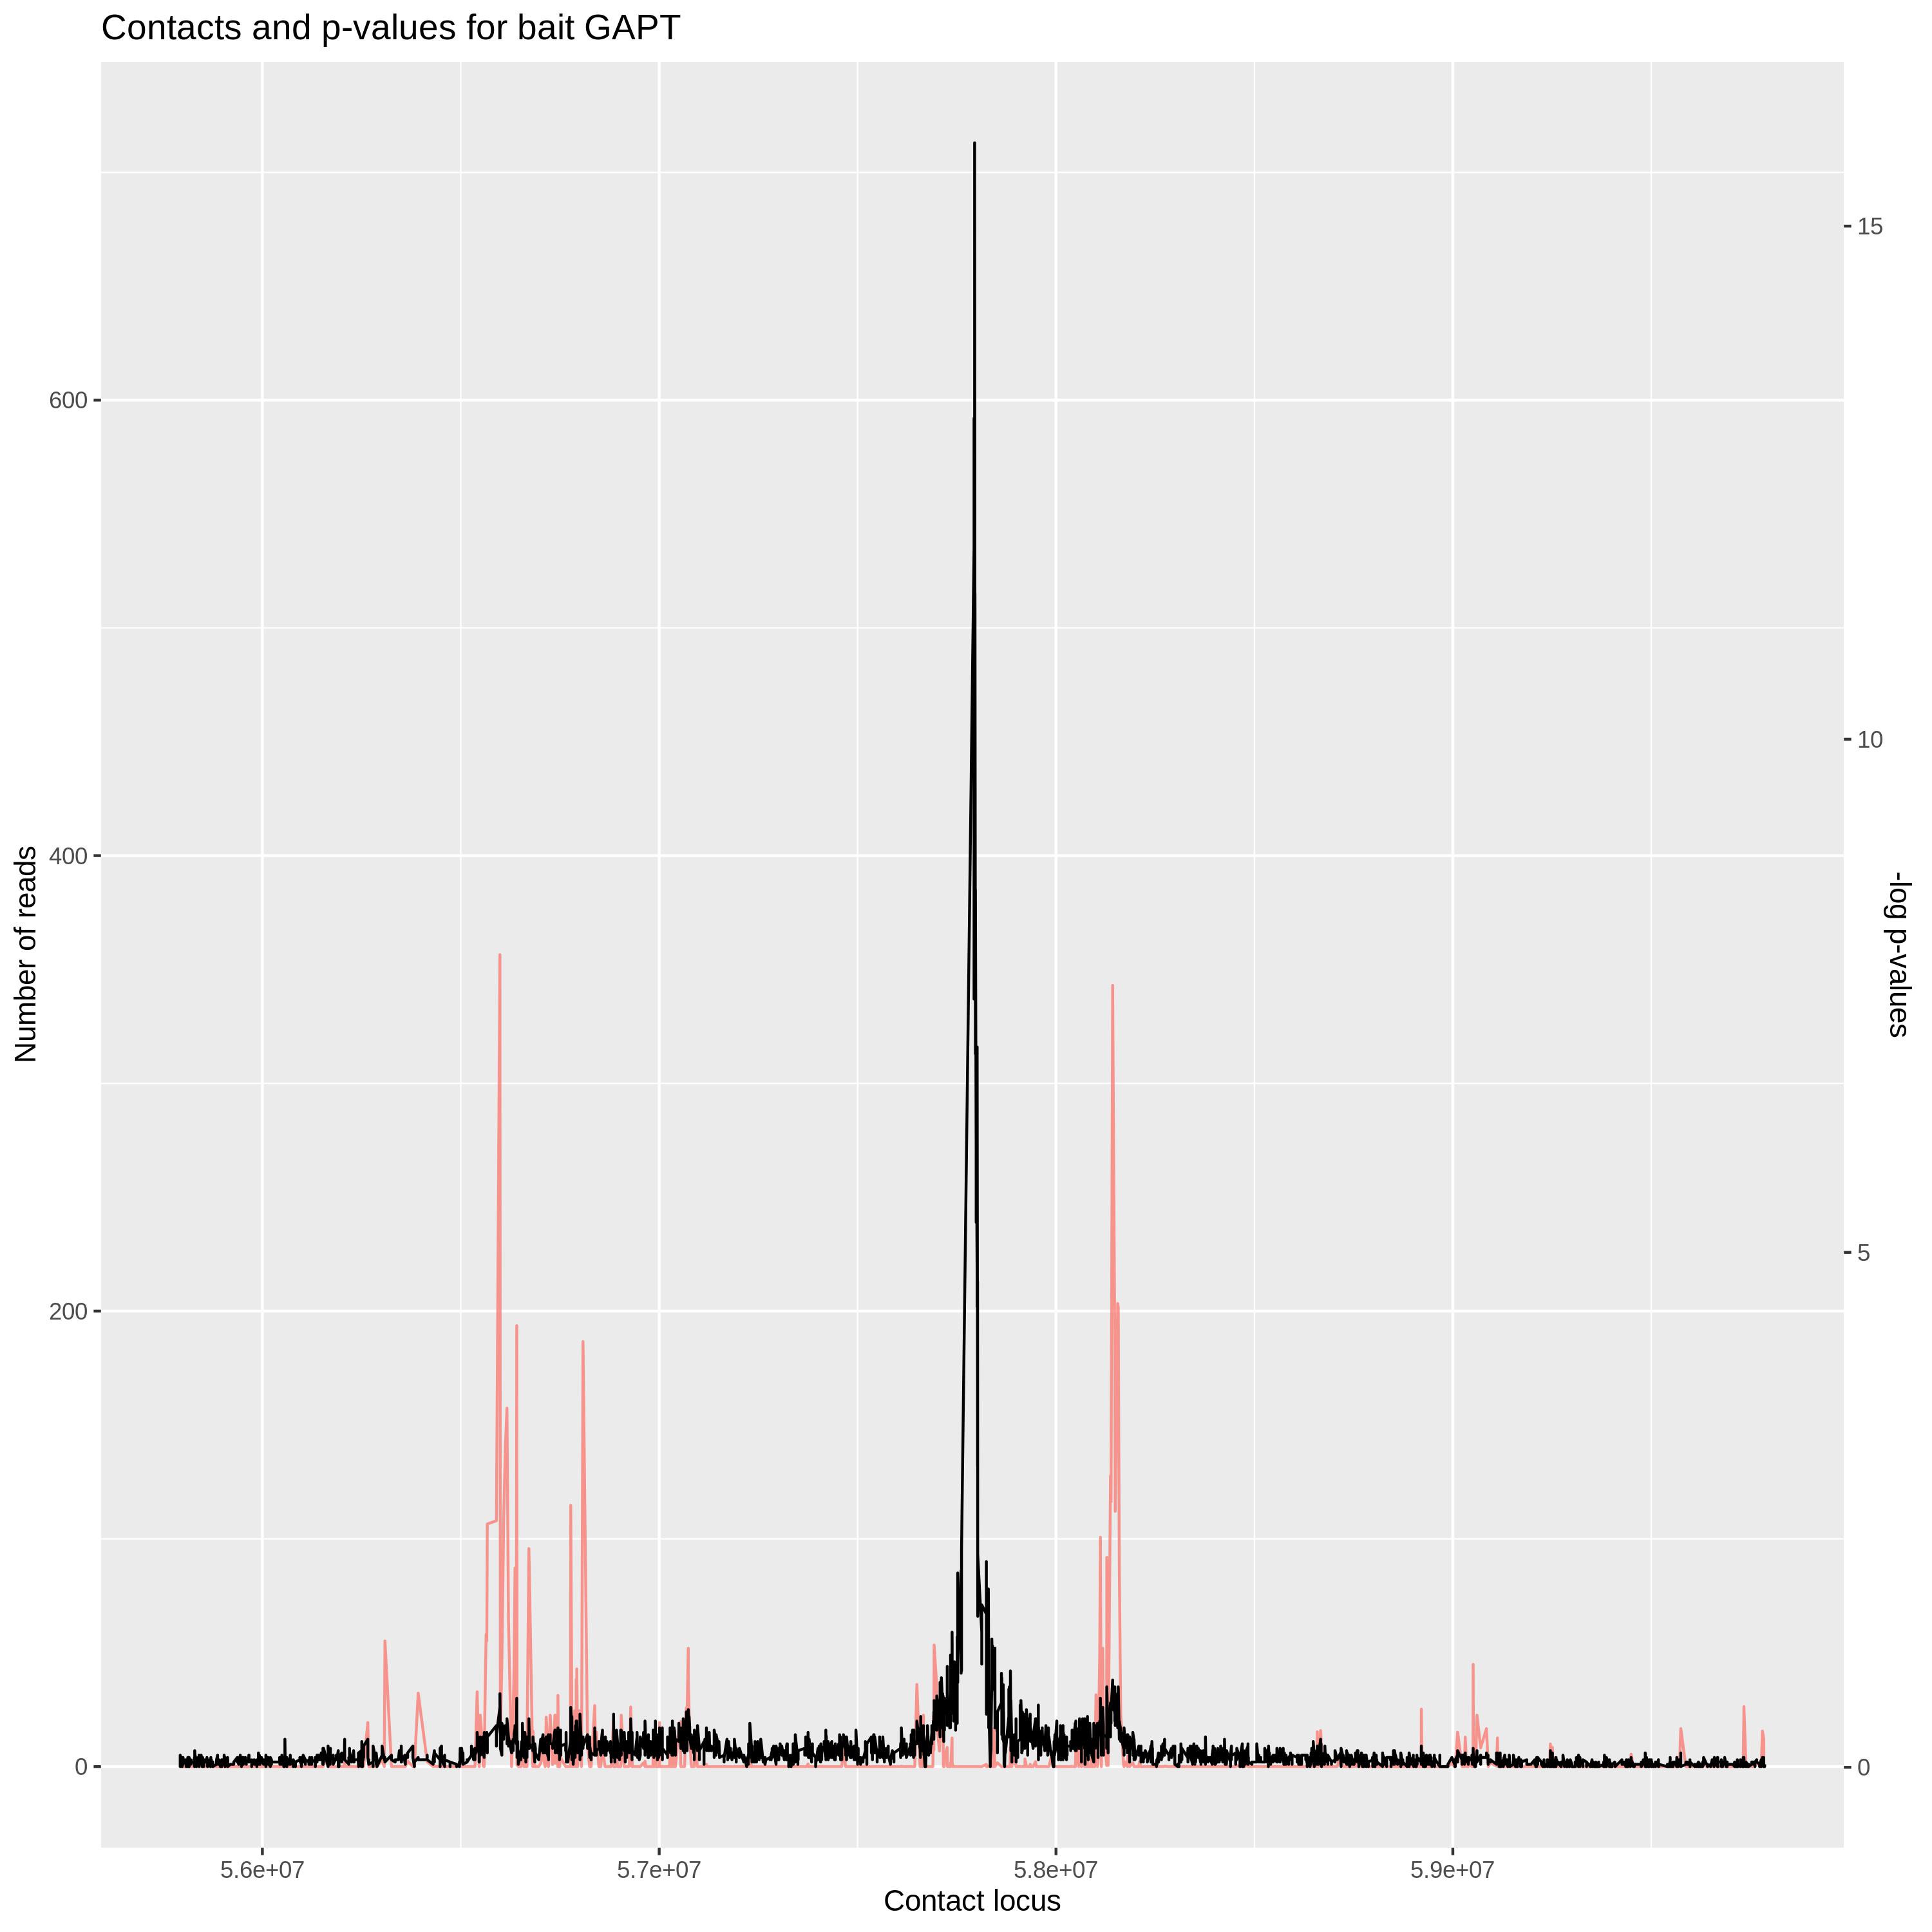 Contacts and p-values for bait GAPT
600
400
200
0
15
10
5
0
Number of reads
-log p-values
5.6e+07
5.7e+07
5.8e+07
5.9e+07
Contact locus